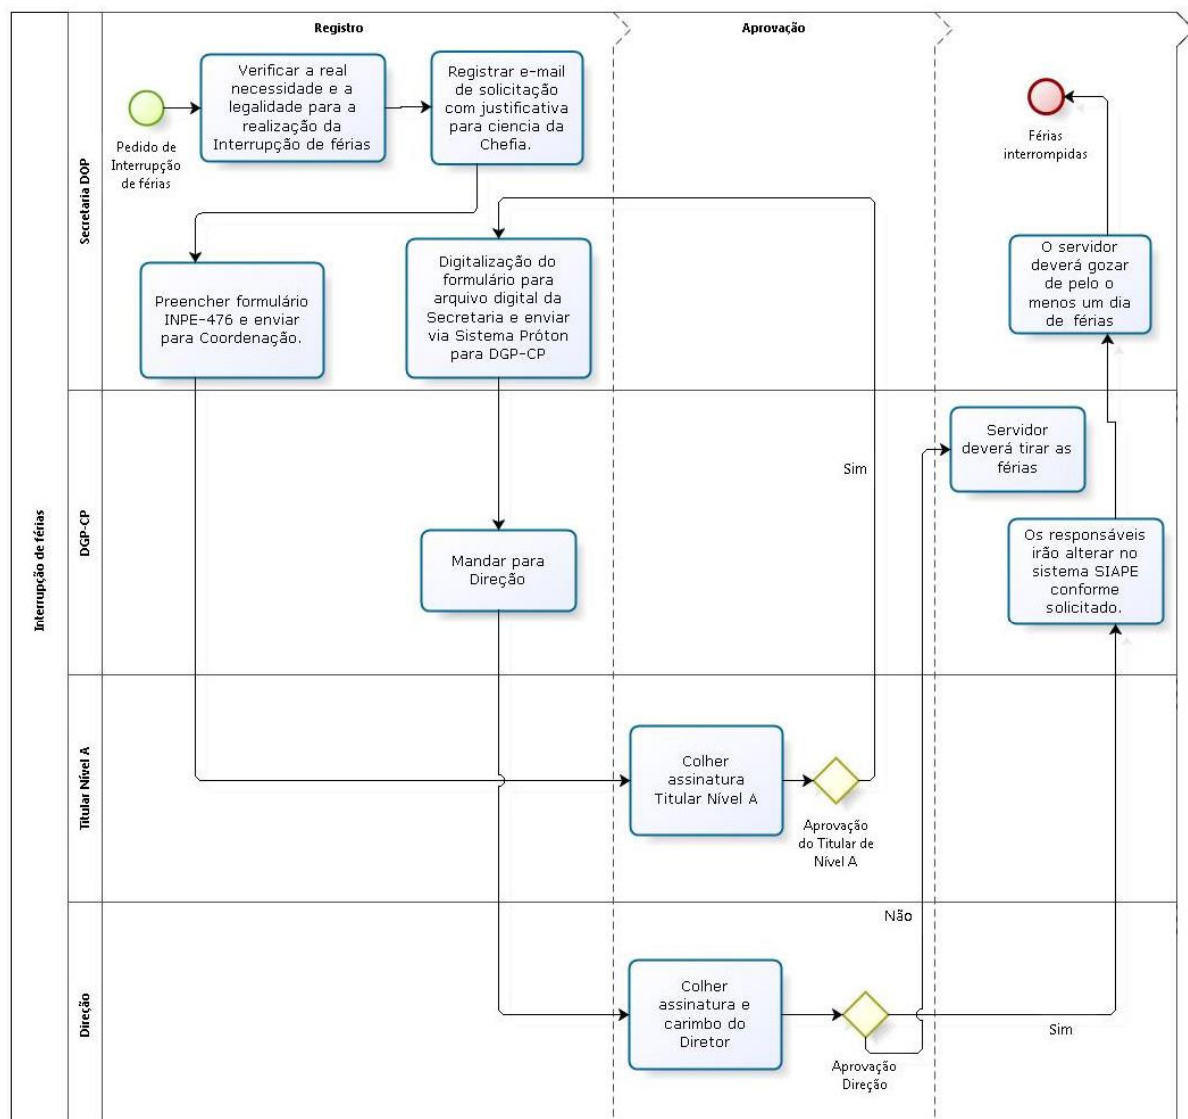 Registro
Aprovação
Interrupção de férias
Secretaria DOP
Pedido de
Interrupção
de férias
Verificar a real
necessidade e a
legalidade para a
realização da
Interrupção de férias
Registrar e-mail
de solicitação
com justificativa
para ciencia da
Chefia.
Férias
interrompidas
Preencher formulário
INPE-476 e enviar
para Coordenação.
Digitalização do
formulário para
arquivo digital da
Secretaria e enviar
via Sistema Próton
para DGP-CP
O servidor
deverá gozar
de pelo o
menos um dia
de férias
DGP-CP
Sim
Servidor
deverá tirar as
férias
Mandar para
Direção
Os responsáveis
irão alterar no
sistema SIAPE
conforme
solicitado.
Titular Nível A
Colher
assinatura
Titular Nível A
Aprovação
do Titular de
Nível A
Direção
Não
Colher
assinatura e
carimbo do
Diretor
Aprovação
Direção
Sim